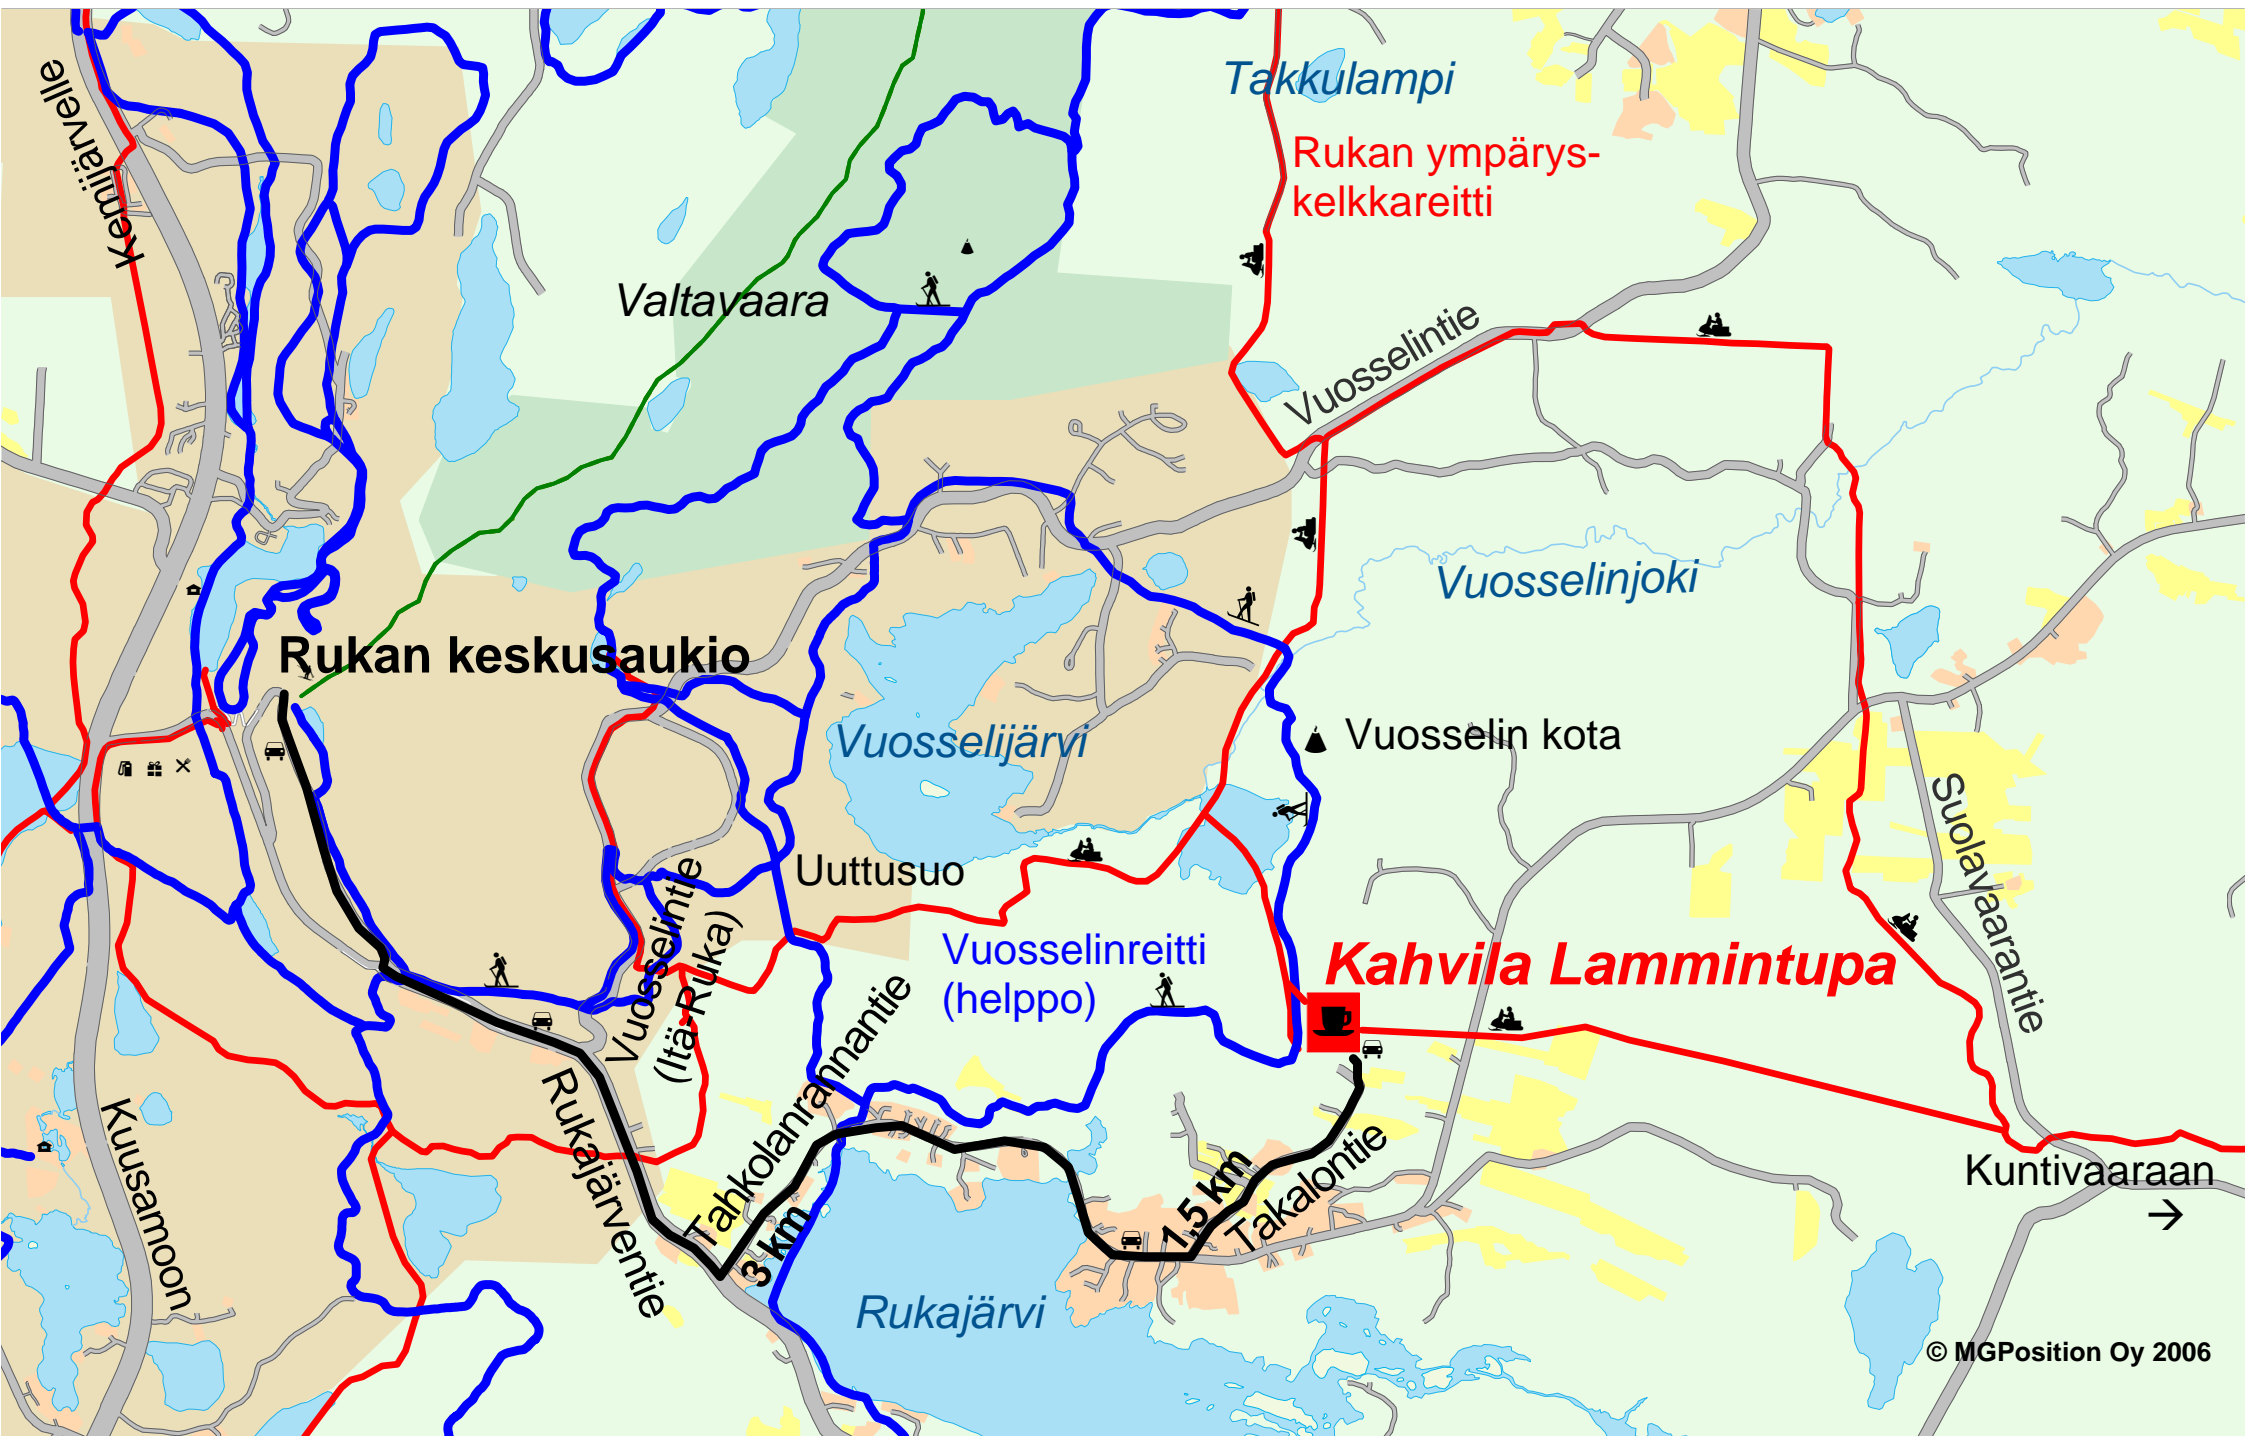 Takkulampi
Kemijärvelle
Rukan ympärys-
kelkkareitti
Valtavaara
Vuosselintie
Vuosselinjoki
Rukan keskusaukio
Vuosselijärvi
Vuosselin kota
Suolavaarantie
Uuttusuo
Vuosselintie
(Itä-Ruka)
Vuosselinreitti
(helppo)
Kahvila Lammintupa
Tahkolanrannantie
Rukajärventie
Kuusamoon
3 km
1,5 km
Takalontie
Kuntivaaraan
→
Rukajärvi
© MGPosition Oy 2006